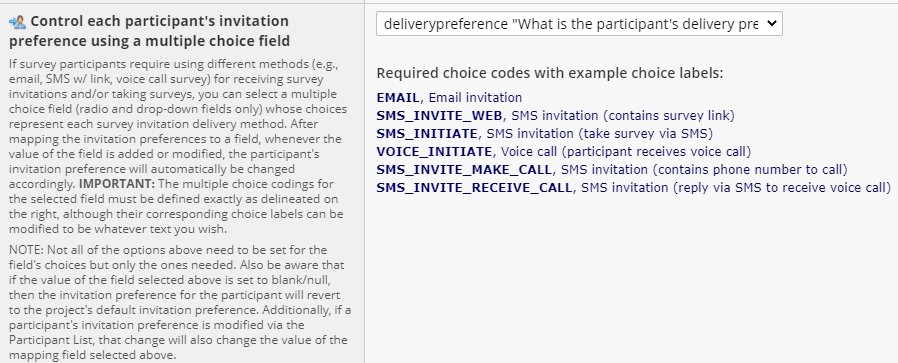 Control each participant's invitation
preference using a multiple choice field
If survey participants require using different methods (e.g.,
email, SMS w/ link, voice call survey) for receiving survey
invitations and/or taking surveys, you can select a multiple
choice field (radio and drop-down fields only) whose choices
represent each survey invitation delivery method. After
mapping the invitation preferences to a field, whenever the
value of the field is added or modified, the participant's
invitation preference will automatically be changed
accordingly. IMPORTANT: The multiple choice codings for
the selected field must be defined exactly as delineated on
the right, although their corresponding choice labels can be
modified to be whatever text you wish.
NOTE: Not all of the options above need to be set for the
field's choices but only the ones needed. Also be aware that
if the value of the field selected above is set to blank/null,
then the invitation preference for the participant will revert
to the project's default invitation preference. Additionally, if a
participant's invitation preference is modified via the
Participant List, that change will also change the value of the
mapping field selected above.
deliverypreference "What is the participant's delivery pre
Required choice codes with example choice labels:
EMAIL, Email invitation
SMS_INVITE_WEB, SMS invitation (contains survey link)
SMS_INITIATE, SMS invitation (take survey via SMS)
VOICE_INITIATE, Voice call (participant receives voice call)
SMS_INVITE_MAKE_CALL, SMS invitation (contains phone number to call)
SMS_INVITE_RECEIVE_CALL, SMS invitation (reply via SMS to receive voice call)